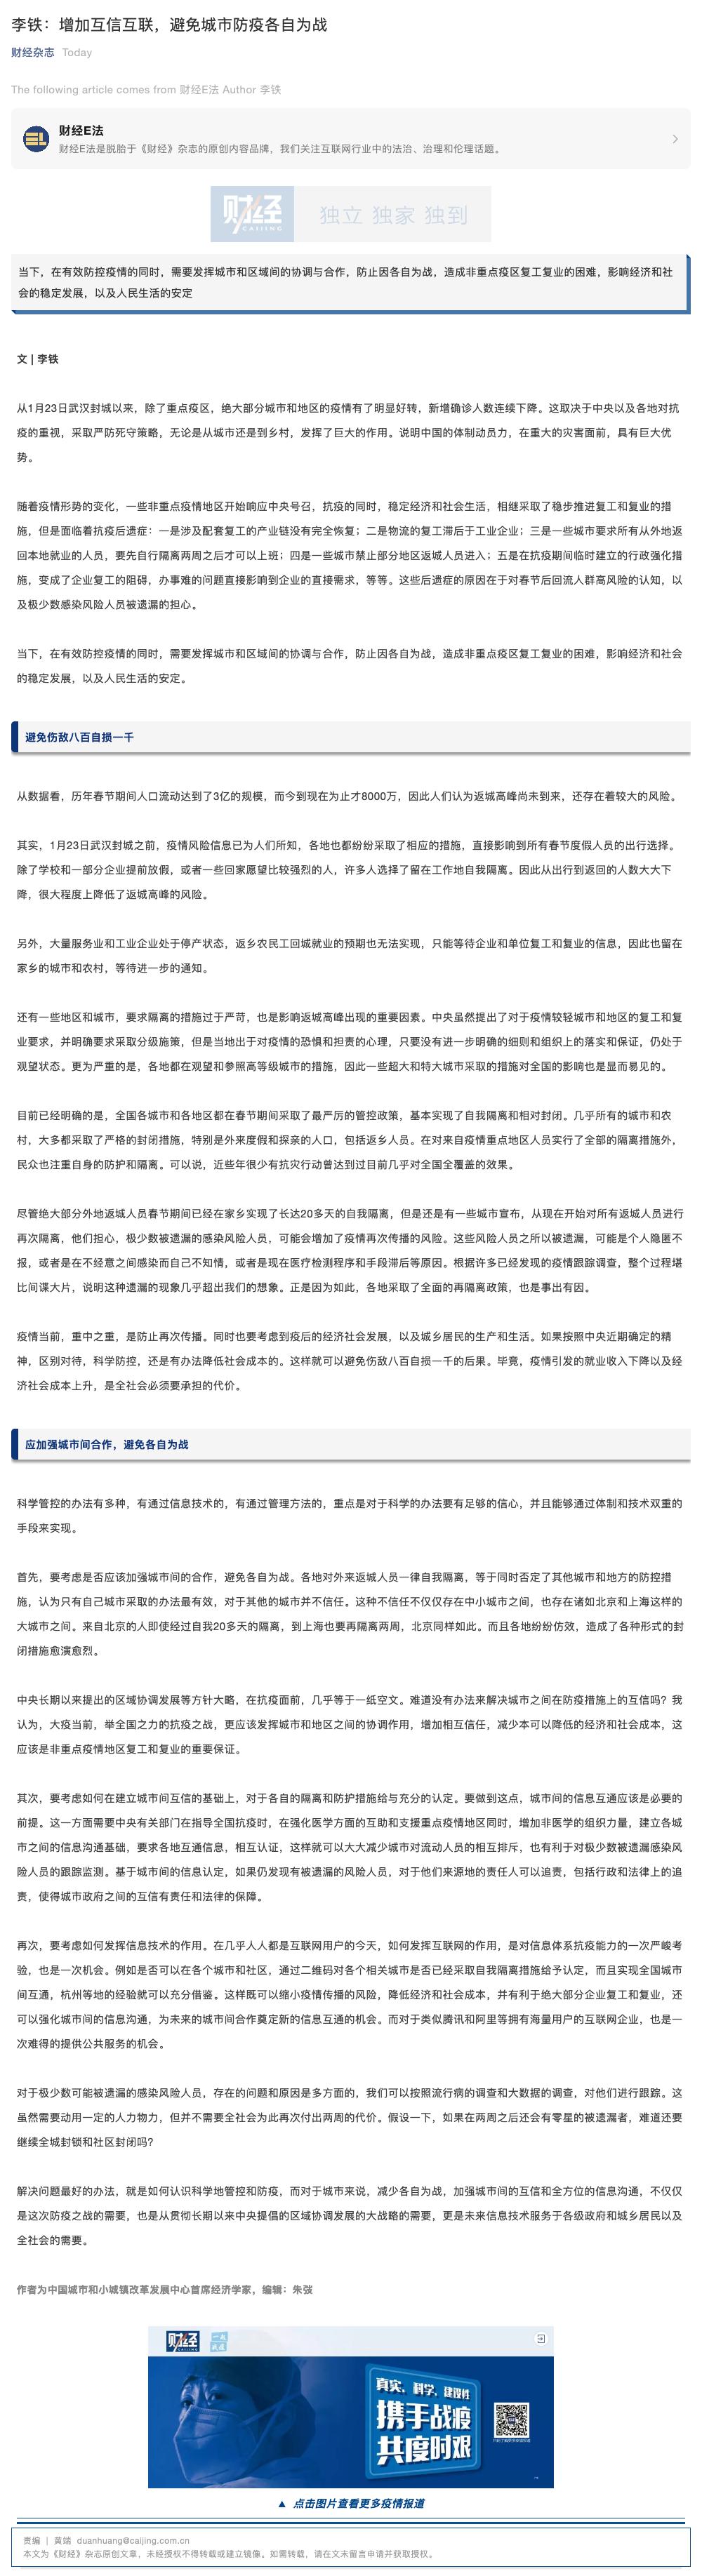 李铁：增加互信互联，避免城市防疫各自为战
财经杂志 Today
The following article comes from 财经E法 Author 李铁
财经E法
财经E法是脱胎于《财经》杂志的原创内容品牌，我们关注互联网行业中的法治、治理和伦理话题。
财经
CAIJING
独立 独家 独到
当下，在有效防控疫情的同时，需要发挥城市和区域间的协调与合作，防止因各自为战，造成非重点疫区复工复业的困难，影响经济和社
会的稳定发展，以及人民生活的安定
文 | 李铁
从1月23日武汉封城以来，除了重点疫区，绝大部分城市和地区的疫情有了明显好转，新增确诊人数连续下降。这取决于中央以及各地对抗
疫的重视，采取严防死守策略，无论是从城市还是到乡村，发挥了巨大的作用。说明中国的体制动员力，在重大的灾害面前，具有巨大优
势。
随着疫情形势的变化，一些非重点疫情地区开始响应中央号召，抗疫的同时，稳定经济和社会生活，相继采取了稳步推进复工和复业的措
施，但是面临着抗疫后遗症：一是涉及配套复工的产业链没有完全恢复；二是物流的复工滞后于工业企业；三是一些城市要求所有从外地返
回本地就业的人员，要先自行隔离两周之后才可以上班；四是一些城市禁止部分地区返城人员进入；五是在抗疫期间临时建立的行政强化措
施，变成了企业复工的阻碍，办事难的问题直接影响到企业的直接需求，等等。这些后遗症的原因在于对春节后回流人群高风险的认知，以
及极少数感染风险人员被遗漏的担心。
当下，在有效防控疫情的同时，需要发挥城市和区域间的协调与合作，防止因各自为战，造成非重点疫区复工复业的困难，影响经济和社会
的稳定发展，以及人民生活的安定。
避免伤敌八百自损一千
从数据看，历年春节期间人口流动达到了3亿的规模，而今到现在为止才8000万，因此人们认为返城高峰尚未到来，还存在着较大的风险。
其实，1月23日武汉封城之前，疫情风险信息已为人们所知，各地也都纷纷采取了相应的措施，直接影响到所有春节度假人员的出行选择。
除了学校和一部分企业提前放假，或者一些回家愿望比较强烈的人，许多人选择了留在工作地自我隔离。因此从出行到返回的人数大大下
降，很大程度上降低了返城高峰的风险。
另外，大量服务业和工业企业处于停产状态，返乡农民工回城就业的预期也无法实现，只能等待企业和单位复工和复业的信息，因此也留在
家乡的城市和农村，等待进一步的通知。
还有一些地区和城市，要求隔离的措施过于严苛，也是影响返城高峰出现的重要因素。中央虽然提出了对于疫情较轻城市和地区的复工和复
业要求，并明确要求采取分级施策，但是当地出于对疫情的恐惧和担责的心理，只要没有进一步明确的细则和组织上的落实和保证，仍处于
观望状态。更为严重的是，各地都在观望和参照高等级城市的措施，因此一些超大和特大城市采取的措施对全国的影响也是显而易见的。
目前已经明确的是，全国各城市和各地区都在春节期间采取了最严厉的管控政策，基本实现了自我隔离和相对封闭。几乎所有的城市和农
村，大多都采取了严格的封闭措施，特别是外来度假和探亲的人口，包括返乡人员。在对来自疫情重点地区人员实行了全部的隔离措施外，
民众也注重自身的防护和隔离。可以说，近些年很少有抗灾行动曾达到过目前几乎对全国全覆盖的效果。
尽管绝大部分外地返城人员春节期间已经在家乡实现了长达20多天的自我隔离，但是还是有一些城市宣布，从现在开始对所有返城人员进行
再次隔离，他们担心，极少数被遗漏的感染风险人员，可能会增加了疫情再次传播的风险。这些风险人员之所以被遗漏，可能是个人隐匿不
报，或者是在不经意之间感染而自己不知情，或者是现在医疗检测程序和手段滞后等原因。根据许多已经发现的疫情跟踪调查，整个过程堪
比间谍大片，说明这种遗漏的现象几乎超出我们的想象。正是因为如此，各地采取了全面的再隔离政策，也是事出有因。
疫情当前，重中之重，是防止再次传播。同时也要考虑到疫后的经济社会发展，以及城乡居民的生产和生活。如果按照中央近期确定的精
神，区别对待，科学防控，还是有办法降低社会成本的。这样就可以避免伤敌八百自损一千的后果。毕竟，疫情引发的就业收入下降以及经
济社会成本上升，是全社会必须要承担的代价。
应加强城市间合作，避免各自为战
科学管控的办法有多种，有通过信息技术的，有通过管理方法的，重点是对于科学的办法要有足够的信心，并且能够通过体制和技术双重的
手段来实现。
首先，要考虑是否应该加强城市间的合作，避免各自为战。各地对外来返城人员一律自我隔离，等于同时否定了其他城市和地方的防控措
施，认为只有自己城市采取的办法最有效，对于其他的城市并不信任。这种不信任不仅仅存在中小城市之间，也存在诸如北京和上海这样的
大城市之间。来自北京的人即使经过自我20多天的隔离，到上海也要再隔离两周，北京同样如此。而且各地纷纷仿效，造成了各种形式的封
闭措施愈演愈烈。
中央长期以来提出的区域协调发展等方针大略，在抗疫面前，几乎等于一纸空文。难道没有办法来解决城市之间在防疫措施上的互信吗？我
认为，大疫当前，举全国之力的抗疫之战，更应该发挥城市和地区之间的协调作用，增加相互信任，减少本可以降低的经济和社会成本，这
应该是非重点疫情地区复工和复业的重要保证。
其次，要考虑如何在建立城市间互信的基础上，对于各自的隔离和防护措施给与充分的认定。要做到这点，城市间的信息互通应该是必要的
前提。这一方面需要中央有关部门在指导全国抗疫时，在强化医学方面的互助和支援重点疫情地区同时，增加非医学的组织力量，建立各城
市之间的信息沟通基础，要求各地互通信息，相互认证，这样就可以大大减少城市对流动人员的相互排斥，也有利于对极少数被遗漏感染风
险人员的跟踪监测。基于城市间的信息认定，如果仍发现有被遗漏的风险人员，对于他们来源地的责任人可以追责，包括行政和法律上的追
责，使得城市政府之间的互信有责任和法律的保障。
再次，要考虑如何发挥信息技术的作用。在几乎人人都是互联网用户的今天，如何发挥互联网的作用，是对信息体系抗疫能力的一次严峻考
验，也是一次机会。例如是否可以在各个城市和社区，通过二维码对各个相关城市是否已经采取自我隔离措施给予认定，而且实现全国城市
间互通，杭州等地的经验就可以充分借鉴。这样既可以缩小疫情传播的风险，降低经济和社会成本，并有利于绝大部分企业复工和复业，还
可以强化城市间的信息沟通，为未来的城市间合作奠定新的信息互通的机会。而对于类似腾讯和阿里等拥有海量用户的互联网企业，也是一
次难得的提供公共服务的机会。
对于极少数可能被遗漏的感染风险人员，存在的问题和原因是多方面的，我们可以按照流行病的调查和大数据的调查，对他们进行跟踪。这
虽然需要动用一定的人力物力，但并不需要全社会为此再次付出两周的代价。假设一下，如果在两周之后还会有零星的被遗漏者，难道还要
继续全城封锁和社区封闭吗？
解决问题最好的办法，就是如何认识科学地管控和防疫，而对于城市来说，减少各自为战，加强城市间的互信和全方位的信息沟通，不仅仅
是这次防疫之战的需要，也是从贯彻长期以来中央提倡的区域协调发展的大战略的需要，更是未来信息技术服务于各级政府和城乡居民以及
全社会的需要。
作者为中国城市和小城镇改革发展中心首席经济学家，编辑：朱弢
财经
CAIJING
真实、科学、建设性
携手战疫
共度时艰
▲ 点击图片查看更多疫情报道
责编 | 黄端 duanhuang@caijing.com.cn
本文为《财经》杂志原创文章，未经授权不得转载或建立镜像。如需转载，请在文末留言申请并获取授权。